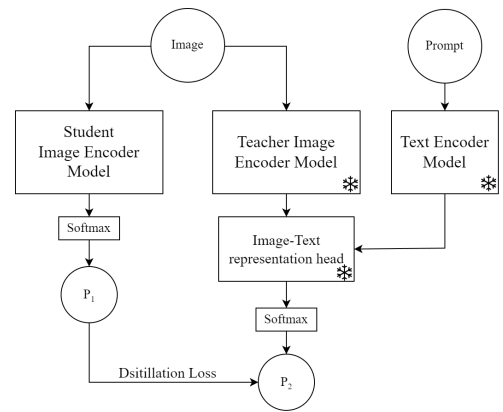 Image
Prompt
Student
Image Encoder
Model
Teacher Image
Encoder Model
Text Encoder
Model
Softmax
Image-Text
representation head
P₁
Softmax
Dsitillation Loss
P₂